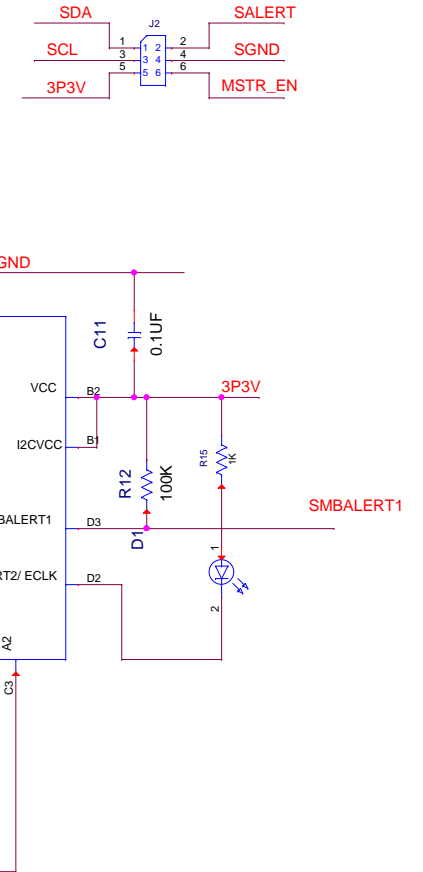 SDA J2 SALERT
1 1 2 2
SCL 3 3 4 4 SGND
5 5 6 6
3P3V MSTR_EN
GND
C11 0.1UF
VCC B2 3P3V
I2CVCC B1
R12 100K R15 1K
SMBALERT1
BALERT1 D3
D1
1
RT2/ ECLK D2
2
A2
C3